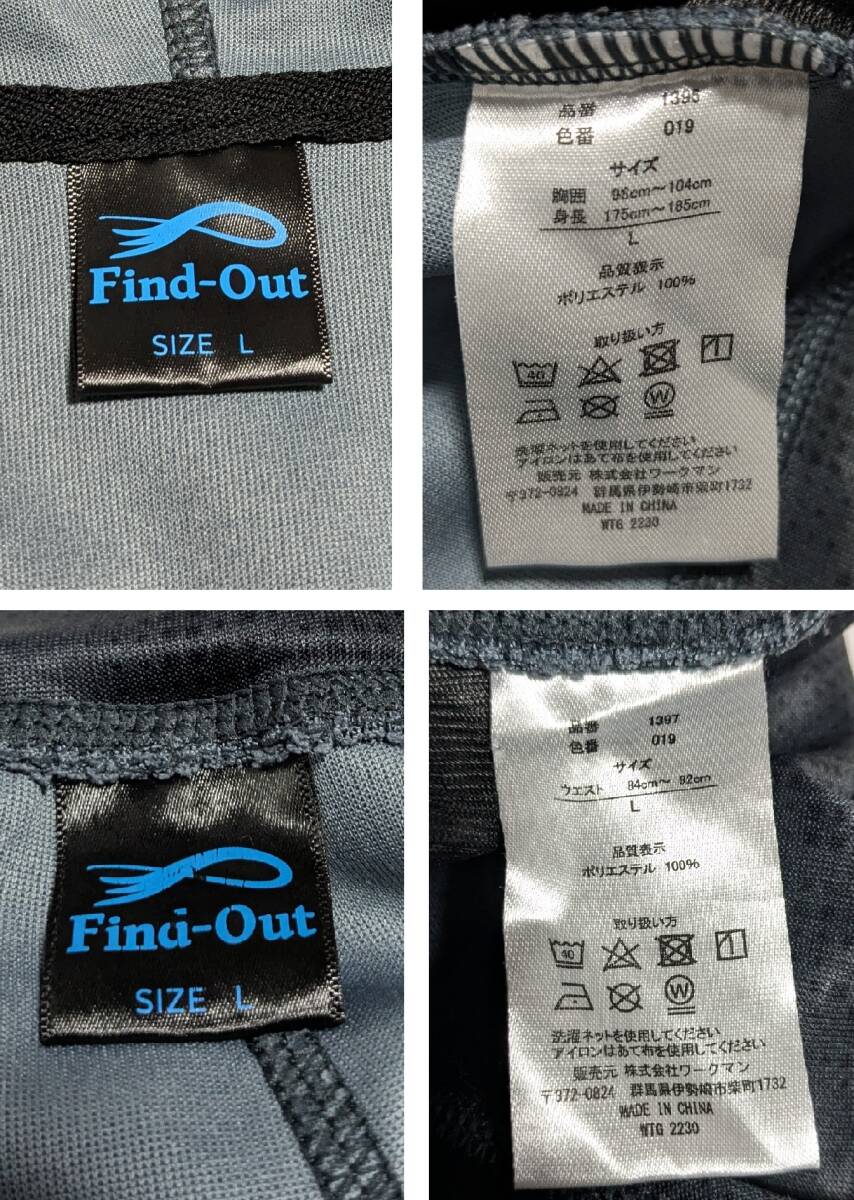 Find-Out
SIZE L
品番 1395
色番 019
サイズ
胸囲 96cm～104cm
身長 175cm～185cm
L
品質表示
ポリエステル 100%
取り扱い方
40
W
洗濯ネットを使用してください
アイロンはあて布を使用してください
販売元 株式会社ワークマン
〒372-0824 群馬県伊勢崎市柴町1732
MADE IN CHINA
WTG 2230
Find-Out
SIZE L
品番 1397
色番 019
サイズ
ウエスト 84cm～ 92cm
L
品質表示
ポリエステル 100%
取り扱い方
40
W
洗濯ネットを使用してください
アイロンはあて布を使用してください
販売元 株式会社ワークマン
〒372-0824 群馬県伊勢崎市柴町1732
MADE IN CHINA
WTG 2230